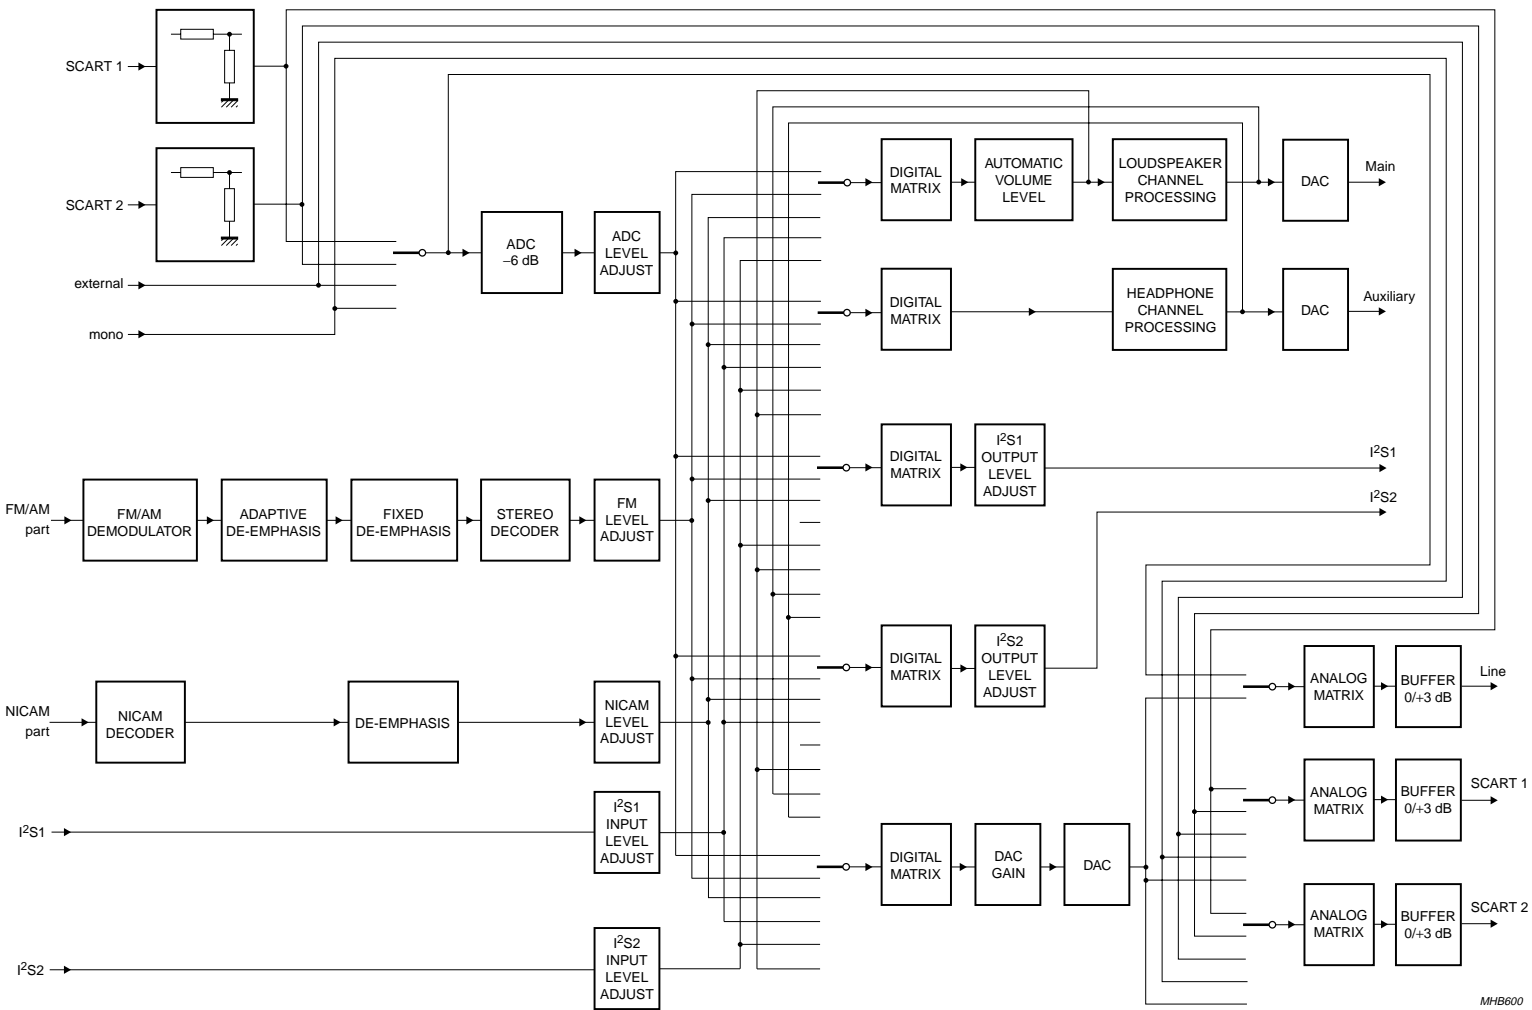 SCART 1
SCART 2
external
mono
ADC
–6 dB
ADC
LEVEL
ADJUST
DIGITAL
MATRIX
AUTOMATIC
VOLUME
LEVEL
LOUDSPEAKER
CHANNEL
PROCESSING
DAC
Main
DIGITAL
MATRIX
HEADPHONE
CHANNEL
PROCESSING
DAC
Auxiliary
DIGITAL
MATRIX
I²S1
OUTPUT
LEVEL
ADJUST
I²S1
I²S2
FM/AM
part
FM/AM
DEMODULATOR
ADAPTIVE
DE-EMPHASIS
FIXED
DE-EMPHASIS
STEREO
DECODER
FM
LEVEL
ADJUST
DIGITAL
MATRIX
I²S2
OUTPUT
LEVEL
ADJUST
NICAM
part
NICAM
DECODER
DE-EMPHASIS
NICAM
LEVEL
ADJUST
ANALOG
MATRIX
BUFFER
0/+3 dB
Line
I²S1
I²S1
INPUT
LEVEL
ADJUST
ANALOG
MATRIX
BUFFER
0/+3 dB
SCART 1
DIGITAL
MATRIX
DAC
GAIN
DAC
I²S2
I²S2
INPUT
LEVEL
ADJUST
ANALOG
MATRIX
BUFFER
0/+3 dB
SCART 2
MHB600